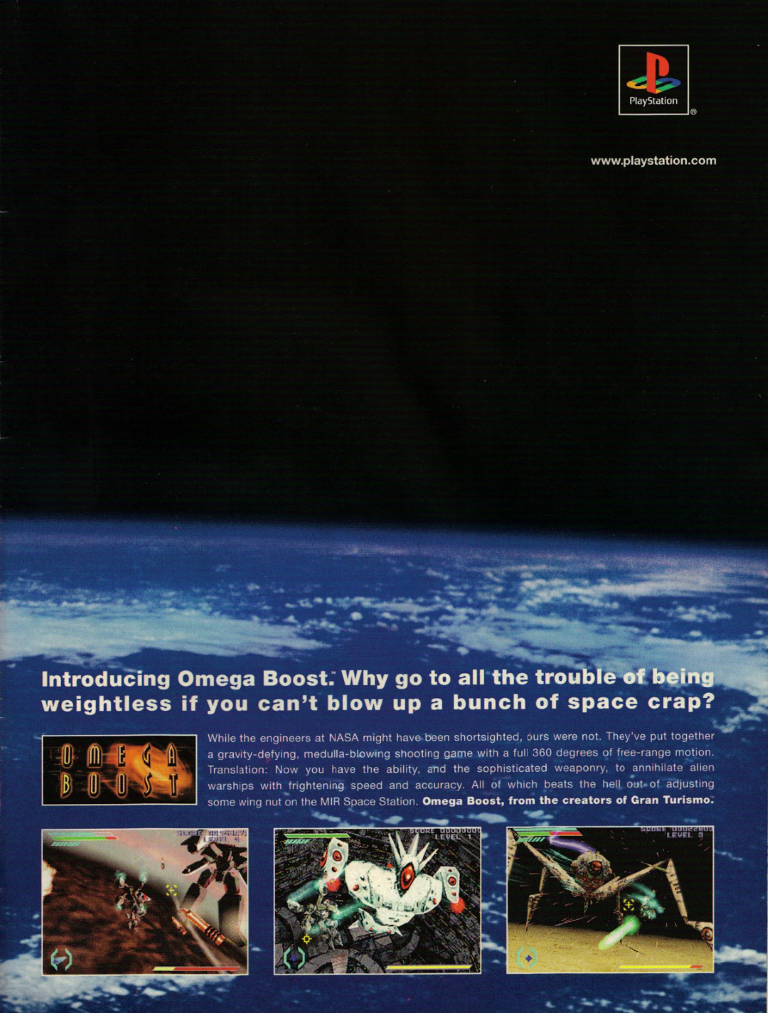 PlayStation
®
www.playstation.com
Introducing Omega Boost. Why go to all the trouble of being
weightless if you can't blow up a bunch of space crap?
OMEGA
BOOST
While the engineers at NASA might have been shortsighted, ours were not. They've put together
a gravity-defying, medulla-blowing shooting game with a full 360 degrees of free-range motion.
Translation: Now you have the ability, and the sophisticated weaponry, to annihilate alien
warships with frightening speed and accuracy. All of which beats the hell out of adjusting
some wing nut on the MIR Space Station. Omega Boost, from the creators of Gran Turismo.
LEVEL 4
SCORE 00000000
LEVEL 1
SCORE
LEVEL